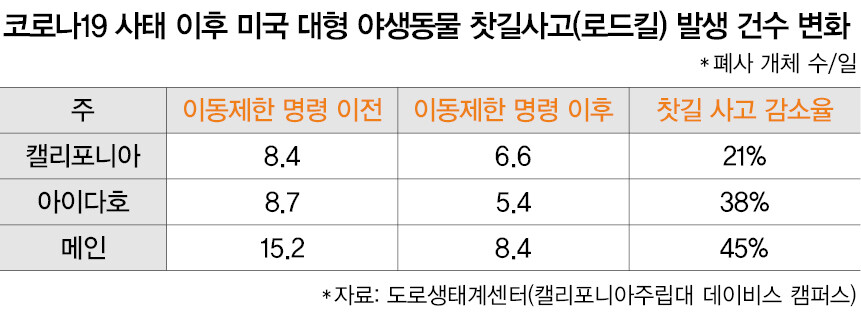 코로나19 사태 이후 미국 대형 야생동물 찻길사고(로드킬) 발생 건수 변화
*폐사 개체 수/일
주 이동제한 명령 이전 이동제한 명령 이후 찻길 사고 감소율
캘리포니아 8.4 6.6 21%
아이다호 8.7 5.4 38%
메인 15.2 8.4 45%
*자료: 도로생태계센터(캘리포니아주립대 데이비스 캠퍼스)